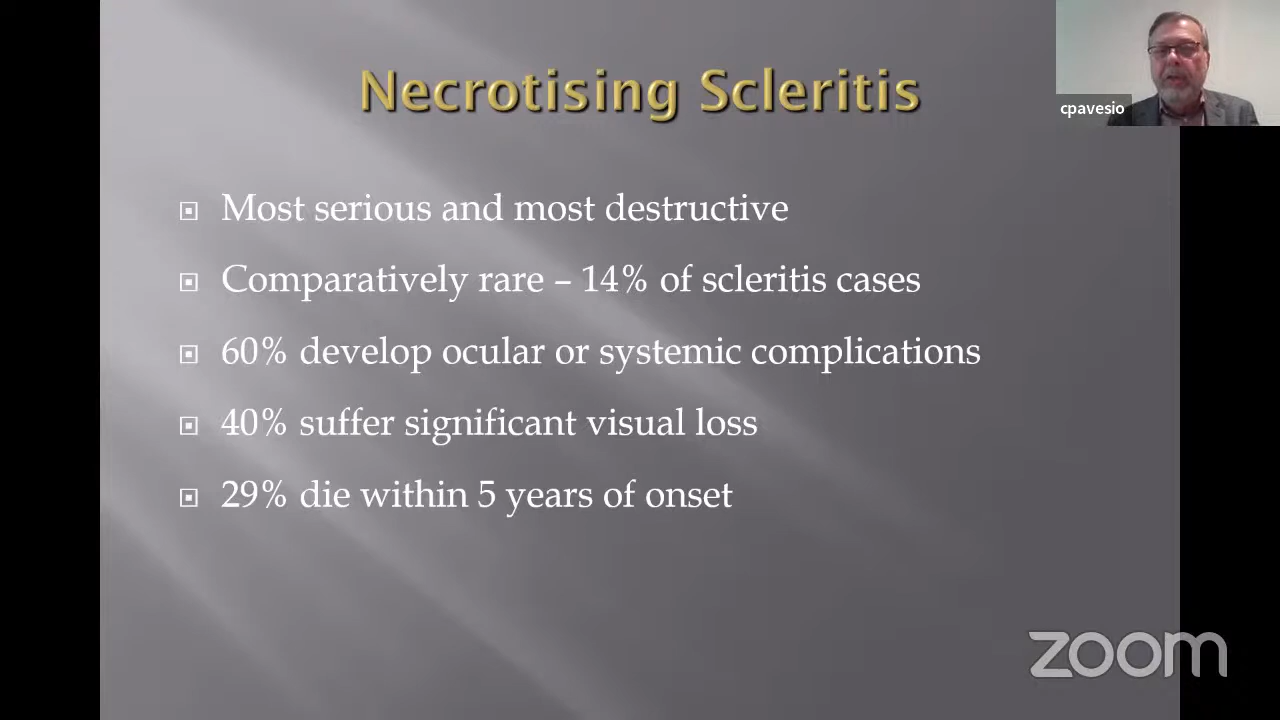 Necrotising Scleritis
cpavesio
Most serious and most destructive
Comparatively rare – 14% of scleritis cases
60% develop ocular or systemic complications
40% suffer significant visual loss
29% die within 5 years of onset
zoom